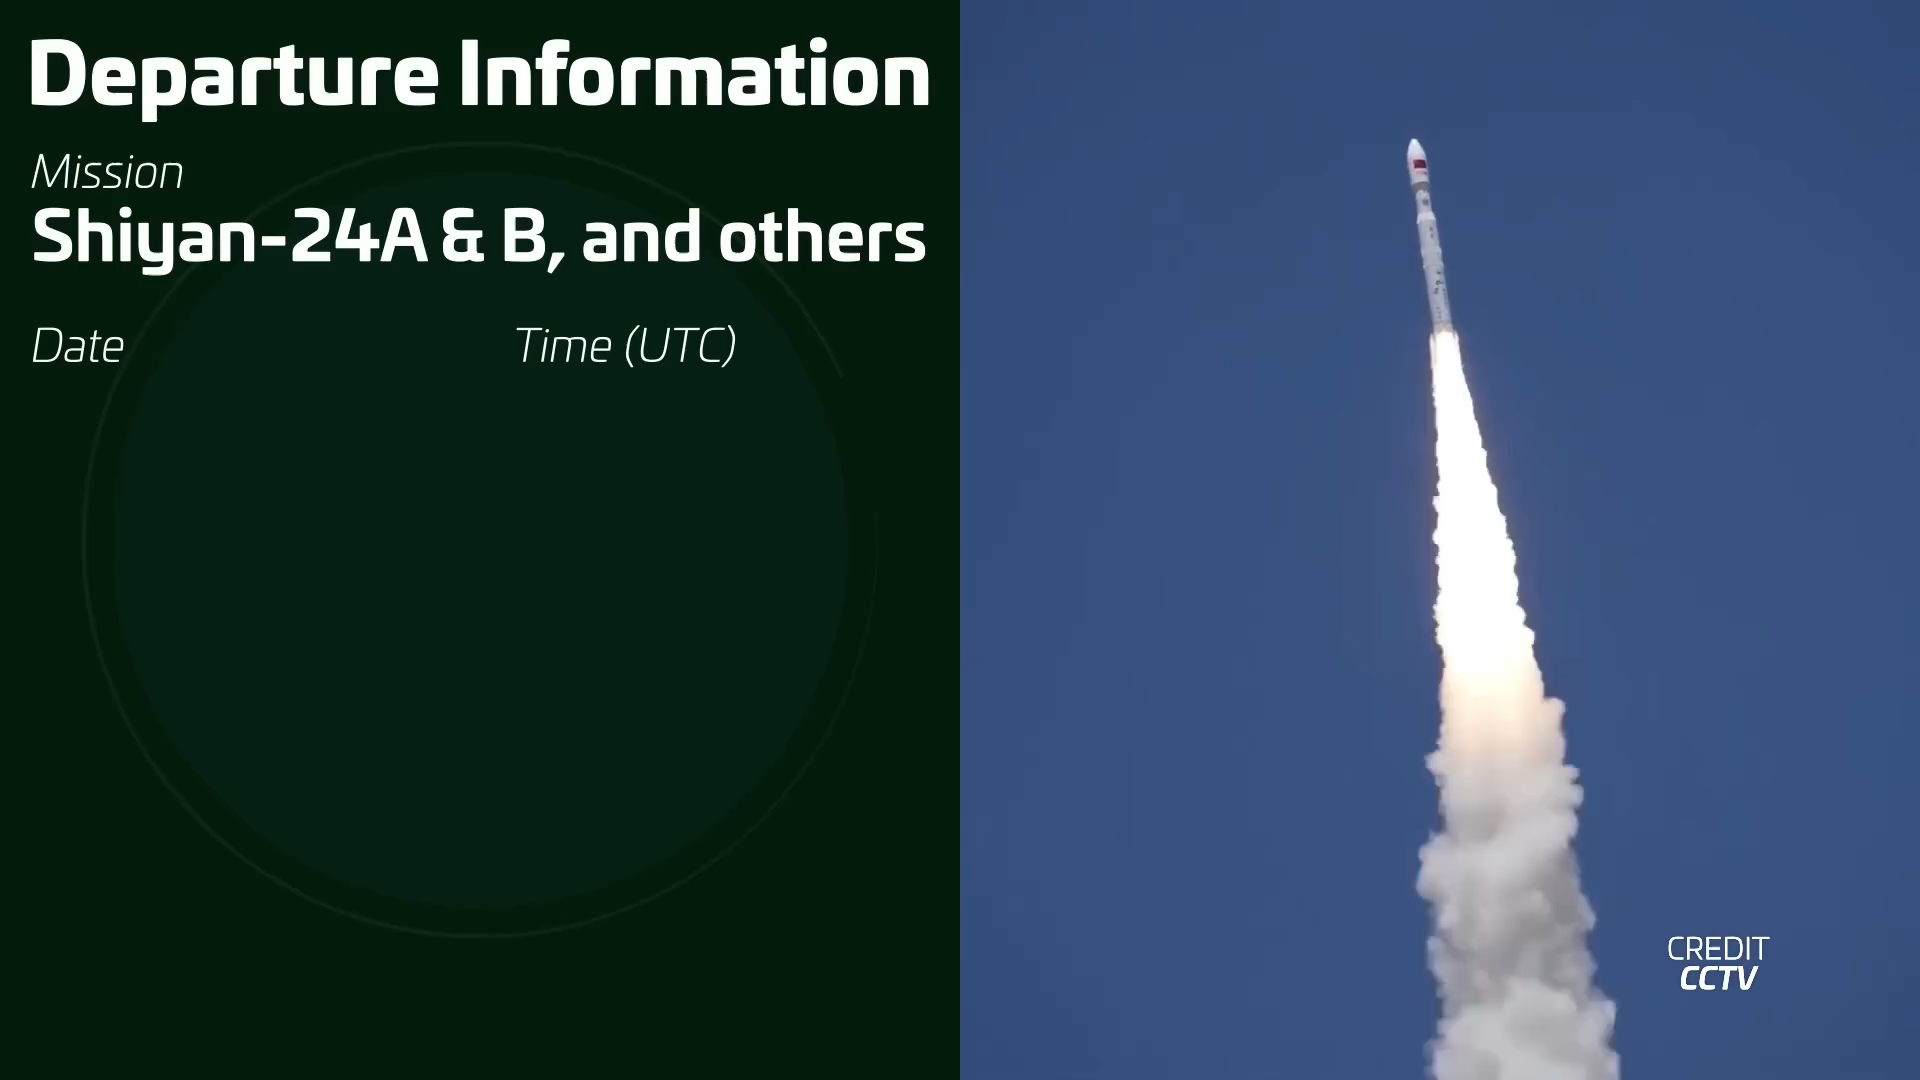 Departure Information
Mission
Shiyan-24A & B, and others
Date
Time (UTC)
CREDIT
CCTV